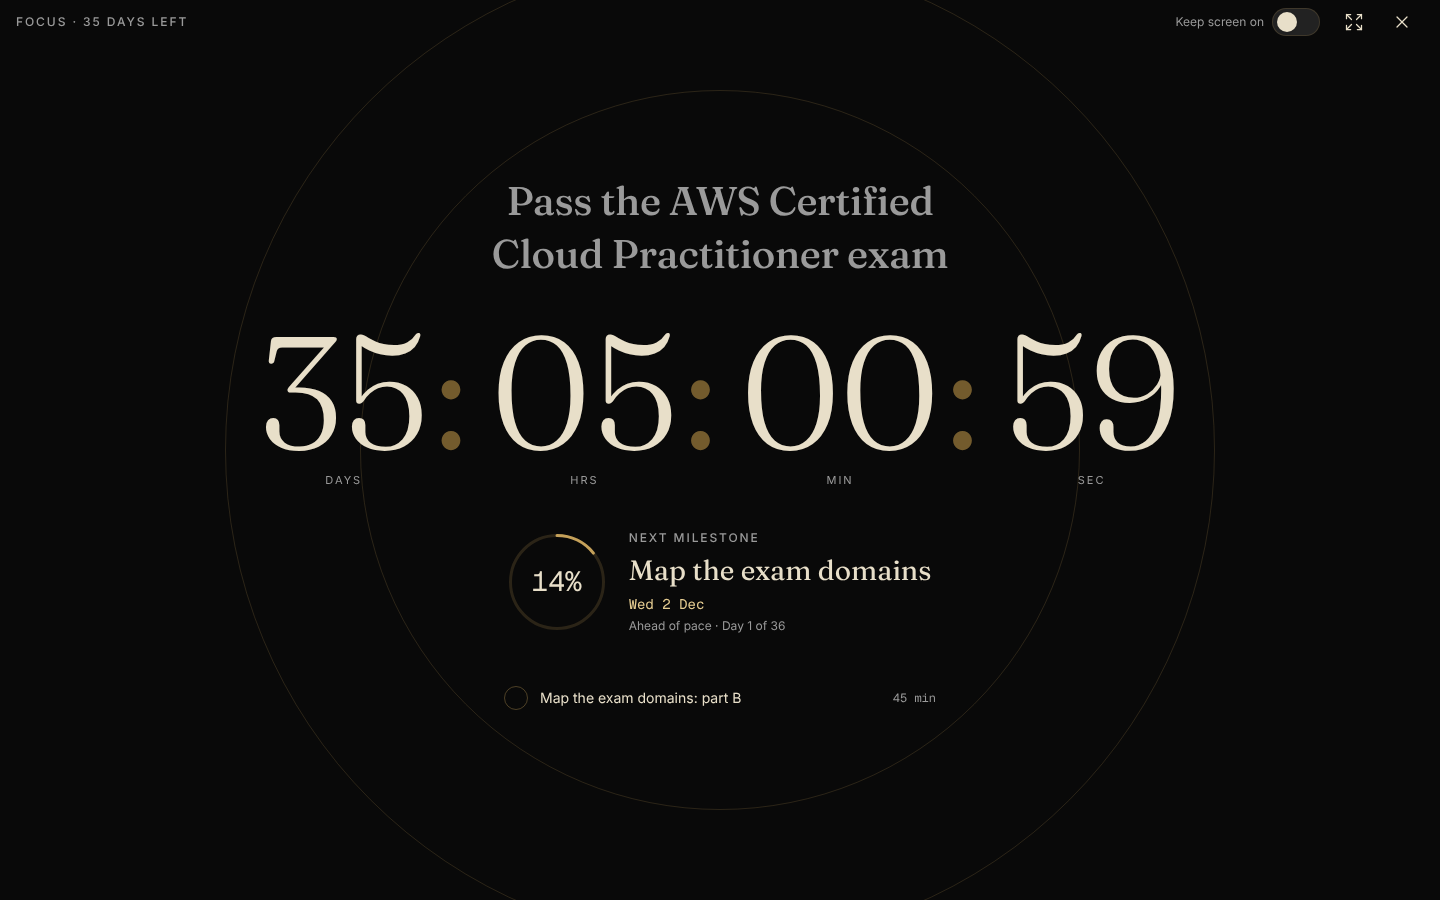 FOCUS · 35 DAYS LEFT
Keep screen on
Pass the AWS Certified
Cloud Practitioner exam
35 : 05 : 00 : 59
DAYS HRS MIN SEC
14%
NEXT MILESTONE
Map the exam domains
Wed 2 Dec
Ahead of pace · Day 1 of 36
Map the exam domains: part B
45 min